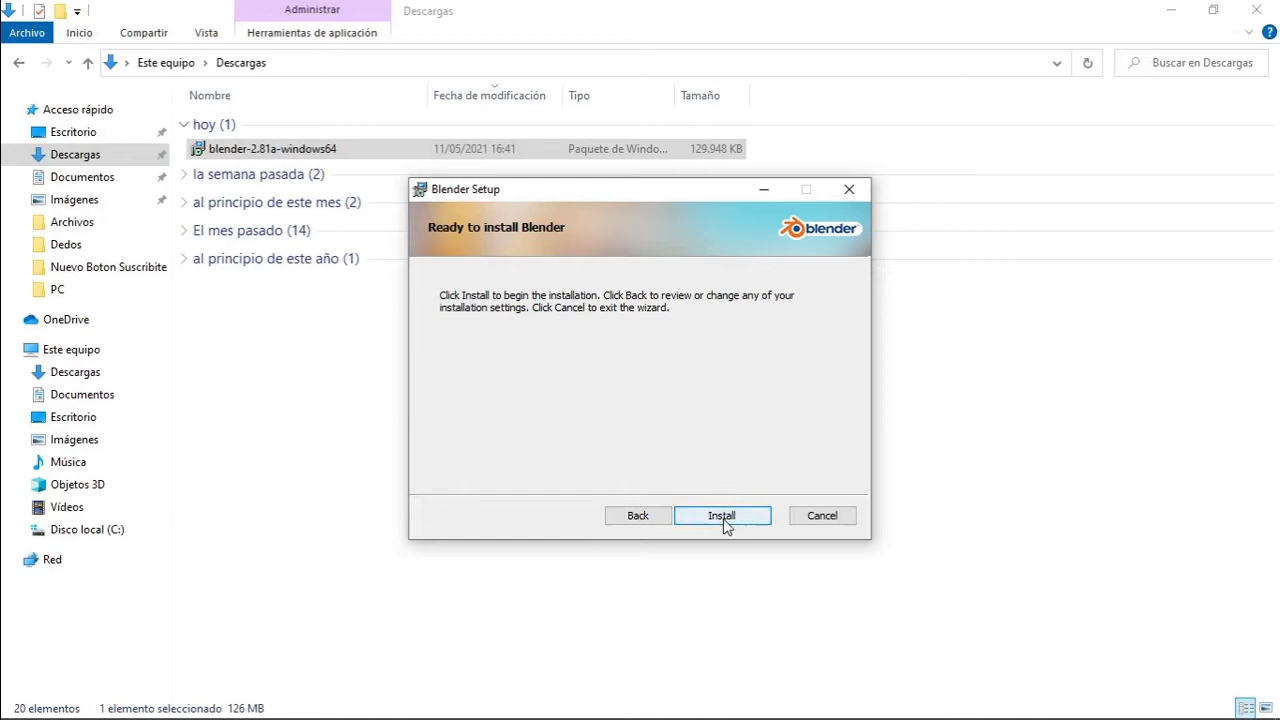 Administrar
Descargas
Archivo
Inicio
Compartir
Vista
Herramientas de aplicación
Este equipo
Descargas
Buscar en Descargas
Nombre
Fecha de modificación
Tipo
Tamaño
Acceso rápido
Escritorio
Descargas
Documentos
Imágenes
Archivos
Dedos
Nuevo Boton Suscribite
PC
OneDrive
Este equipo
Descargas
Documentos
Escritorio
Imágenes
Música
Objetos 3D
Vídeos
Disco local (C:)
Red
hoy (1)
blender-2.81a-windows64
11/05/2021 16:41
Paquete de Windo...
129.948 KB
la semana pasada (2)
al principio de este mes (2)
El mes pasado (14)
al principio de este año (1)
Blender Setup
Ready to install Blender
blender
Click Install to begin the installation. Click Back to review or change any of your
installation settings. Click Cancel to exit the wizard.
Back
Install
Cancel
20 elementos
1 elemento seleccionado 126 MB